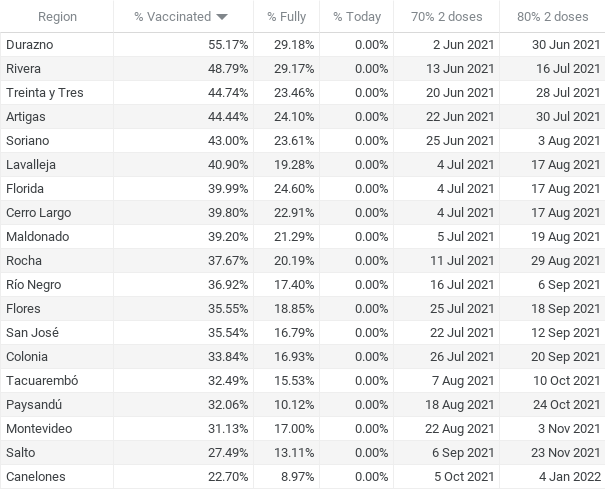 Region % Vaccinated % Fully % Today 70% 2 doses 80% 2 doses
Durazno 55.17% 29.18% 0.00% 2 Jun 2021 30 Jun 2021
Rivera 48.79% 29.17% 0.00% 13 Jun 2021 16 Jul 2021
Treinta y Tres 44.74% 23.46% 0.00% 20 Jun 2021 28 Jul 2021
Artigas 44.44% 24.10% 0.00% 22 Jun 2021 30 Jul 2021
Soriano 43.00% 23.61% 0.00% 25 Jun 2021 3 Aug 2021
Lavalleja 40.90% 19.28% 0.00% 4 Jul 2021 17 Aug 2021
Florida 39.99% 24.60% 0.00% 4 Jul 2021 17 Aug 2021
Cerro Largo 39.80% 22.91% 0.00% 4 Jul 2021 17 Aug 2021
Maldonado 39.20% 21.29% 0.00% 5 Jul 2021 19 Aug 2021
Rocha 37.67% 20.19% 0.00% 11 Jul 2021 29 Aug 2021
Río Negro 36.92% 17.40% 0.00% 16 Jul 2021 6 Sep 2021
Flores 35.55% 18.85% 0.00% 25 Jul 2021 18 Sep 2021
San José 35.54% 16.79% 0.00% 22 Jul 2021 12 Sep 2021
Colonia 33.84% 16.93% 0.00% 26 Jul 2021 20 Sep 2021
Tacuarembó 32.49% 15.53% 0.00% 7 Aug 2021 10 Oct 2021
Paysandú 32.06% 10.12% 0.00% 18 Aug 2021 24 Oct 2021
Montevideo 31.13% 17.00% 0.00% 22 Aug 2021 3 Nov 2021
Salto 27.49% 13.11% 0.00% 6 Sep 2021 23 Nov 2021
Canelones 22.70% 8.97% 0.00% 5 Oct 2021 4 Jan 2022